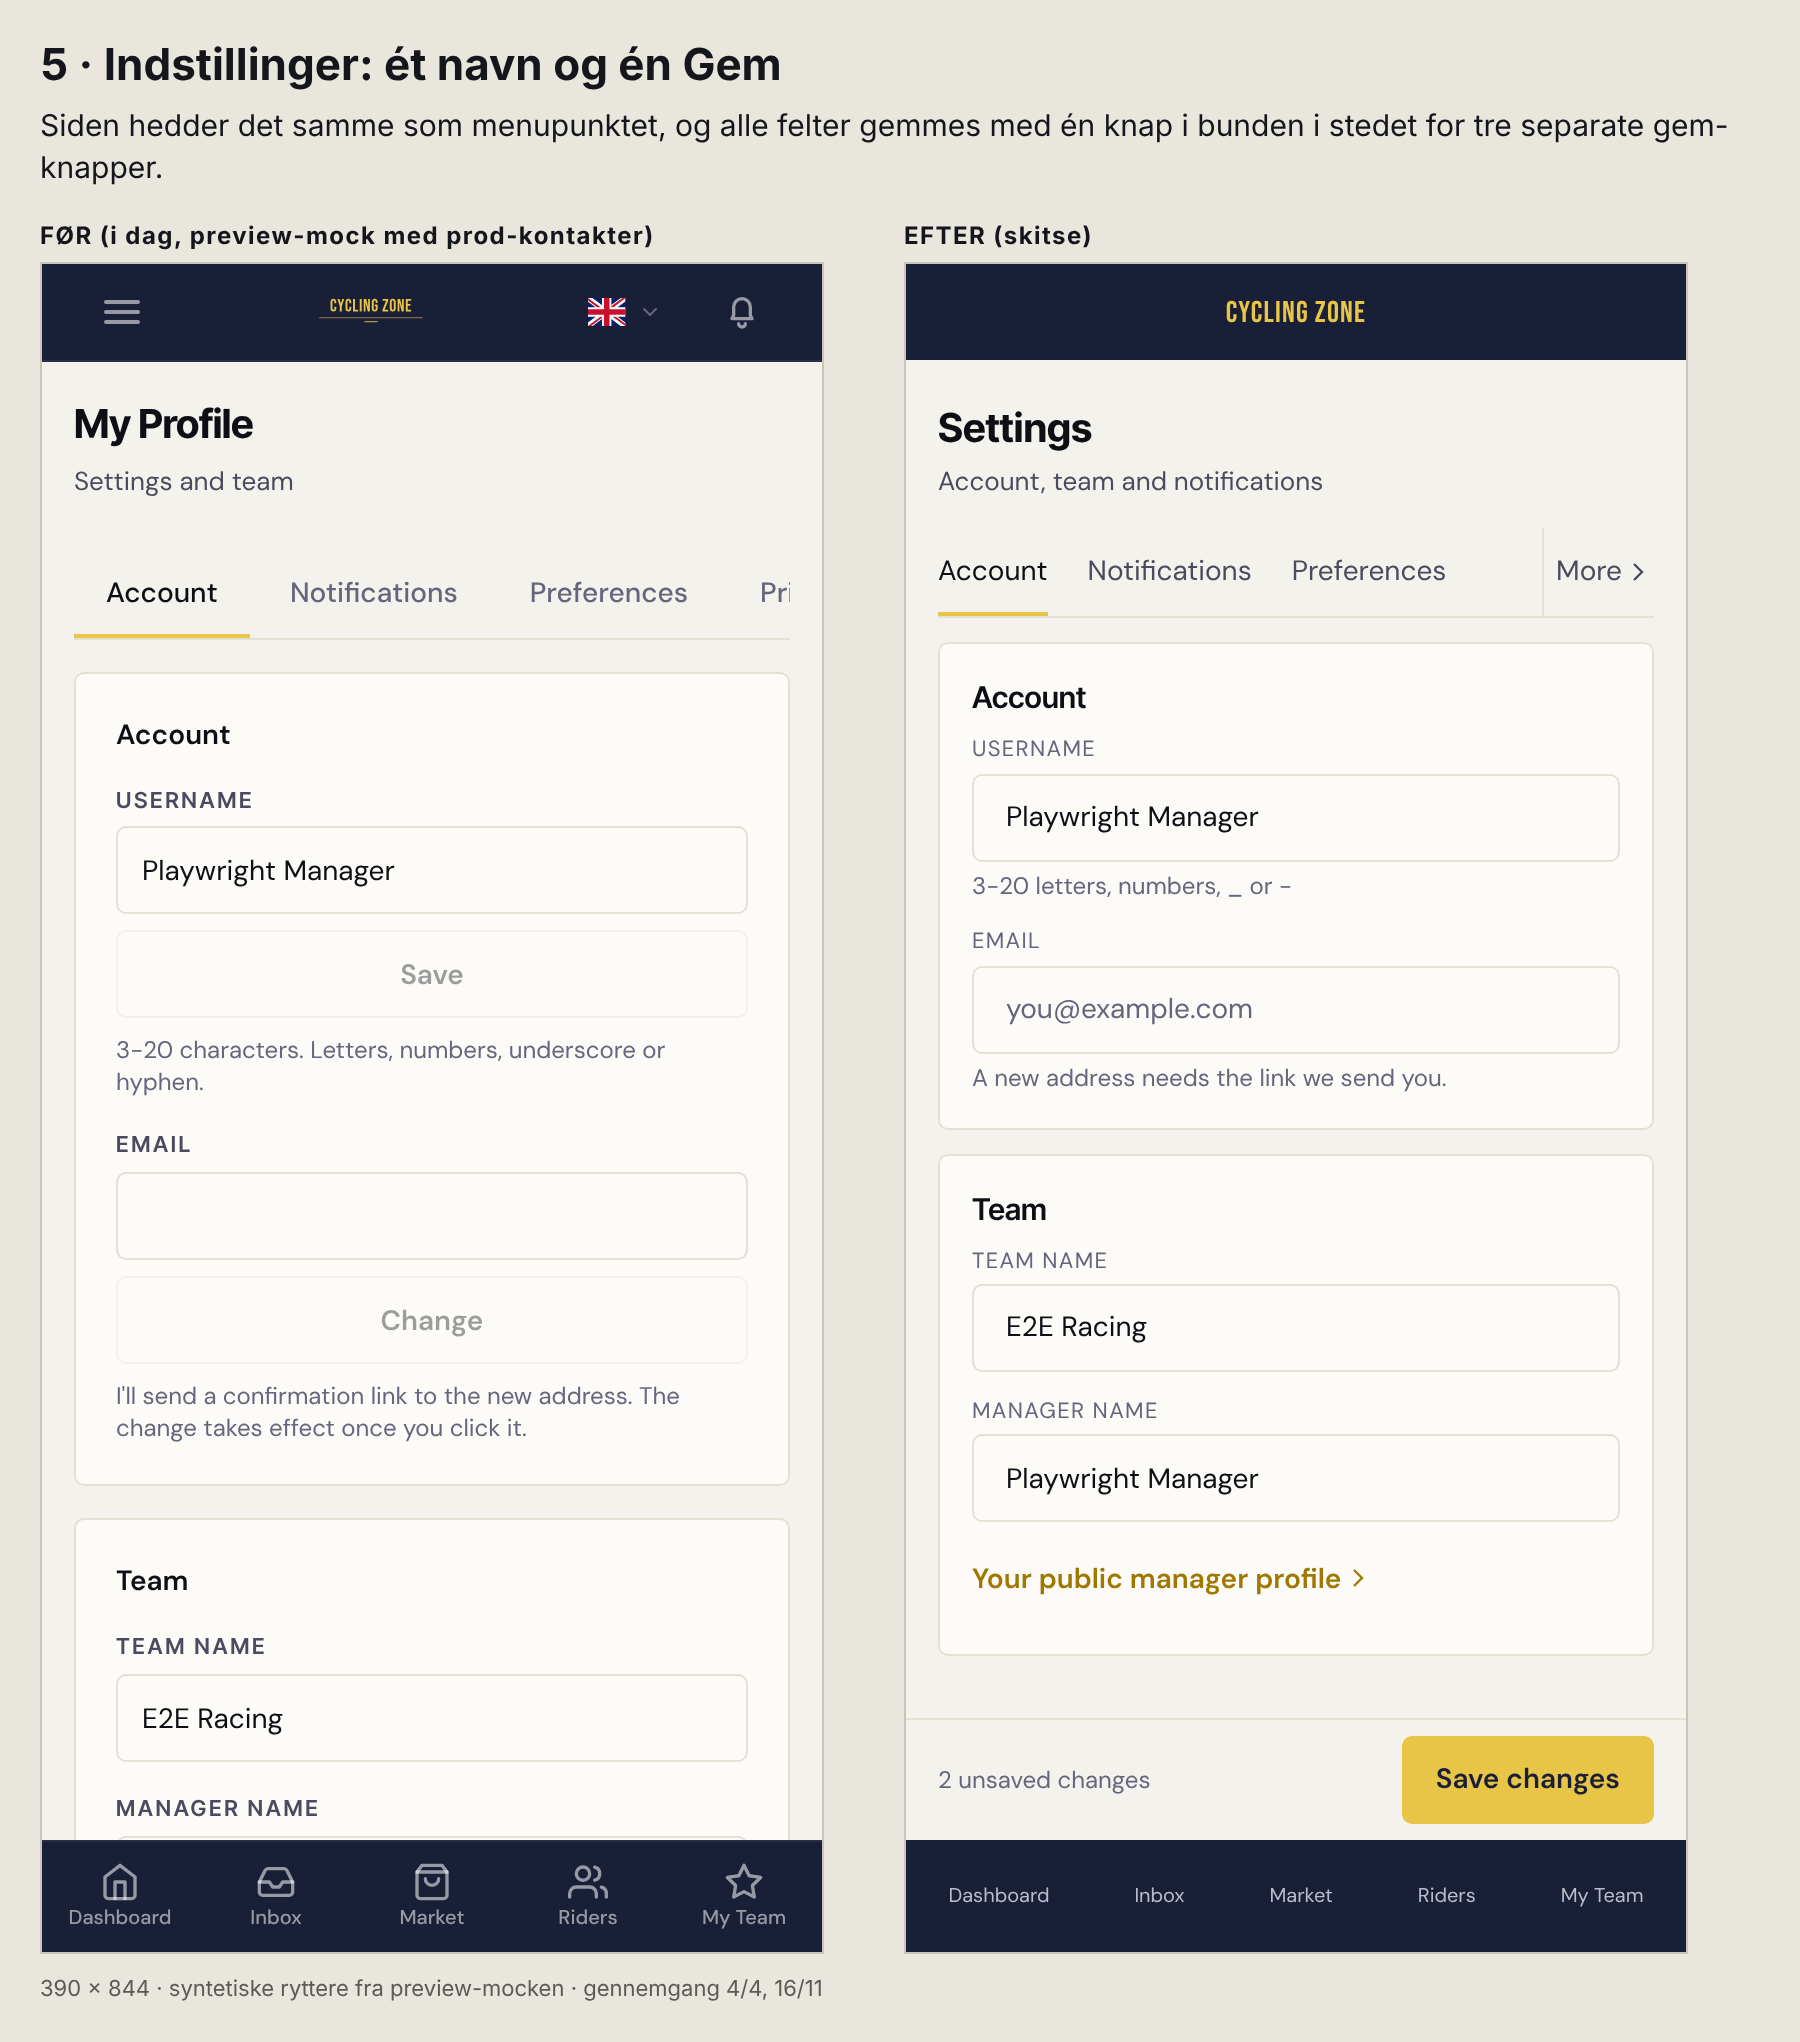 5 · Indstillinger: ét navn og én Gem
Siden hedder det samme som menupunktet, og alle felter gemmes med én knap i bunden i stedet for tre separate gem-
knapper.
FØR (i dag, preview-mock med prod-kontakter)
CYCLING ZONE
My Profile
Settings and team
Account Notifications Preferences Pri
Account
USERNAME
Playwright Manager
Save
3-20 characters. Letters, numbers, underscore or
hyphen.
EMAIL
Change
I'll send a confirmation link to the new address. The
change takes effect once you click it.
Team
TEAM NAME
E2E Racing
MANAGER NAME
Dashboard Inbox Market Riders My Team
EFTER (skitse)
CYCLING ZONE
Settings
Account, team and notifications
Account Notifications Preferences More >
Account
USERNAME
Playwright Manager
3-20 letters, numbers, _ or -
EMAIL
you@example.com
A new address needs the link we send you.
Team
TEAM NAME
E2E Racing
MANAGER NAME
Playwright Manager
Your public manager profile >
2 unsaved changes
Save changes
Dashboard Inbox Market Riders My Team
390 × 844 · syntetiske ryttere fra preview-mocken · gennemgang 4/4, 16/11